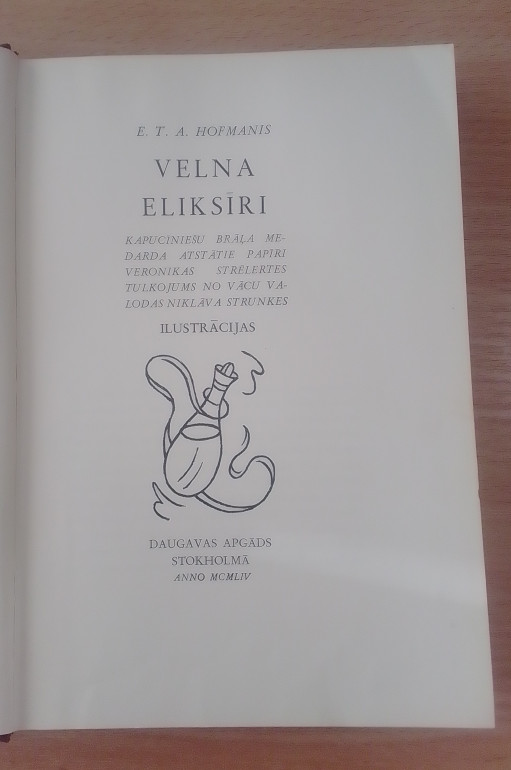 E. T. A. HOFMANIS
VELNA
ELIKSĪRI
KAPUCINIEŠU BRĀĻA ME-
DARDA ATSTĀTIE PAPIRI
VERONIKAS STRĒLERTES
TULKOJUMS NO VĀCU VA-
LODAS NIKLĀVA STRUNKES
ILUSTRĀCIJAS
DAUGAVAS APGĀDS
STOKHOLMĀ
ANNO MCMLIV